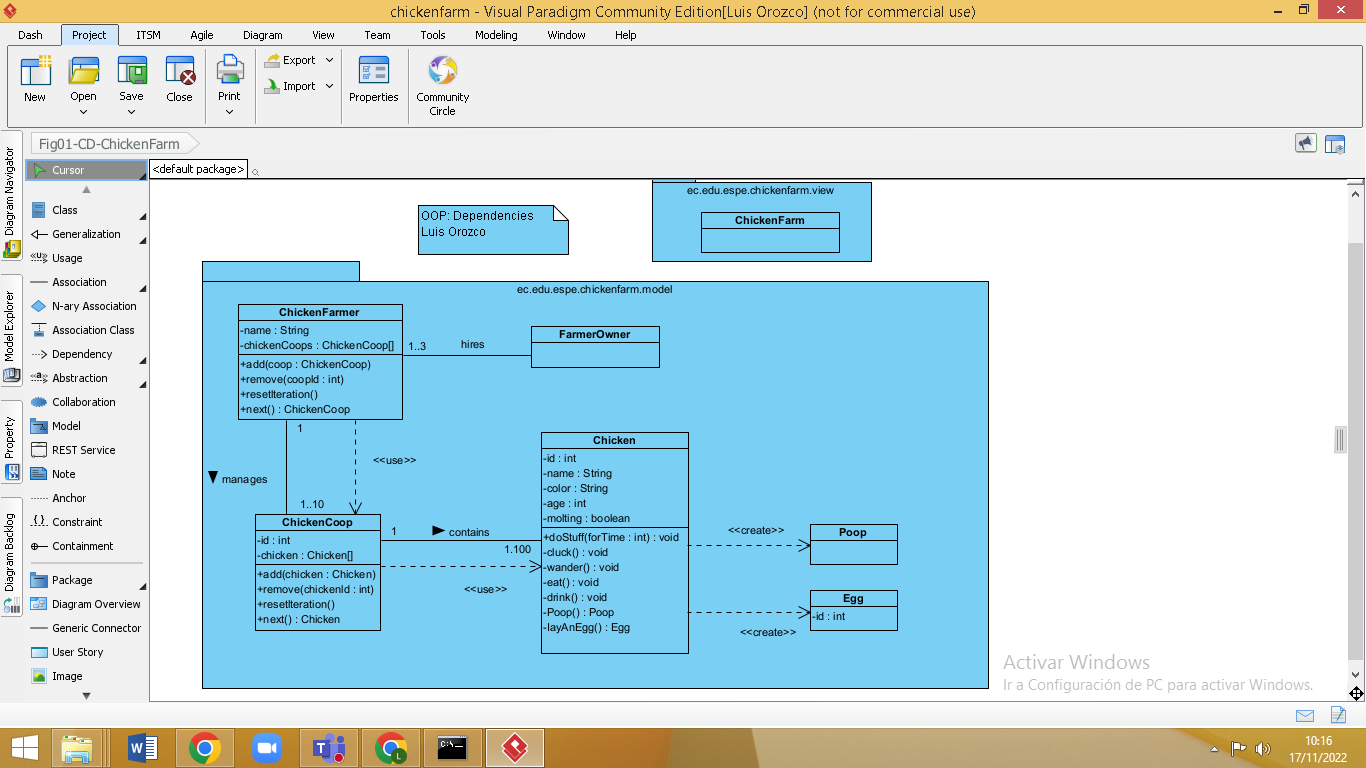 chickenfarm - Visual Paradigm Community Edition[Luis Orozco] (not for commercial use)
Dash Project ITSM Agile Diagram View Team Tools Modeling Window Help
New Open Save Close Print Export Import Properties Community Circle
Fig01-CD-ChickenFarm
Diagram Navigator
Model Explorer
Property
Diagram Backlog
Cursor
Class
Generalization
<<U>> Usage
Association
N-ary Association
Association Class
Dependency
<<a>> Abstraction
Collaboration
Model
REST Service
Note
Anchor
{.} Constraint
Containment
Package
Diagram Overview
Generic Connector
User Story
Image
<default package>
OOP: Dependencies
Luis Orozco
ec.edu.espe.chickenfarm.view
ChickenFarm
ec.edu.espe.chickenfarm.model
ChickenFarmer
-name : String
-chickenCoops : ChickenCoop[]
+add(coop : ChickenCoop)
+remove(coopId : int)
+resetIteration()
+next() : ChickenCoop
1..3 hires
FarmerOwner
1
<<use>>
manages
1..10
ChickenCoop
-id : int
-chicken : Chicken[]
+add(chicken : Chicken)
+remove(chickenId : int)
+resetIteration()
+next() : Chicken
1 contains
1.100
<<use>>
Chicken
-id : int
-name : String
-color : String
-age : int
-molting : boolean
+doStuff(forTime : int) : void
-cluck() : void
-wander() : void
-eat() : void
-drink() : void
-Poop() : Poop
-layAnEgg() : Egg
<<create>>
Poop
Egg
-id : int
<<create>>
Activar Windows
Ir a Configuración de PC para activar Windows.
10:16
17/11/2022